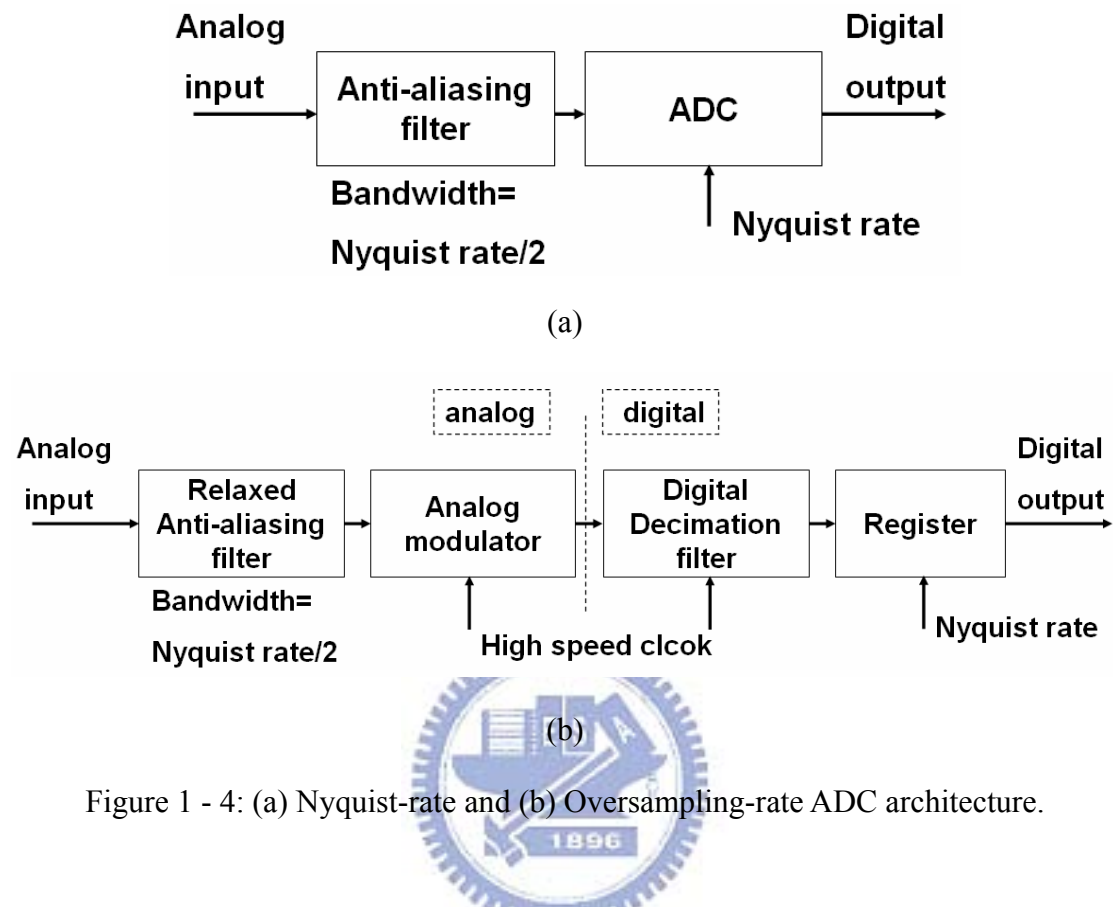 Analog
input
Anti-aliasing
filter
Bandwidth=
Nyquist rate/2
ADC
Nyquist rate
Digital
output
(a)
analog
digital
Analog
input
Relaxed
Anti-aliasing
filter
Bandwidth=
Nyquist rate/2
Analog
modulator
High speed clcok
Digital
Decimation
filter
Register
Nyquist rate
Digital
output
(b)
Figure 1 - 4: (a) Nyquist-rate and (b) Oversampling-rate ADC architecture.
A
1896